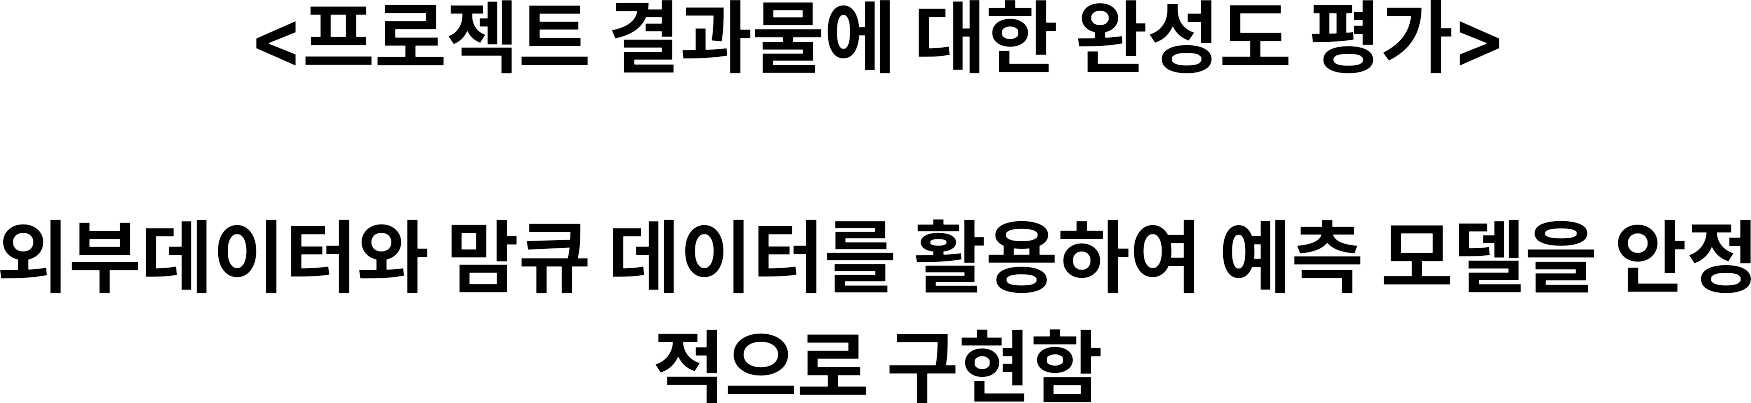 <프로젝트 결과물에 대한 완성도 평가>
외부데이터와 맘큐 데이터를 활용하여 예측 모델을 안정
적으로 구현함